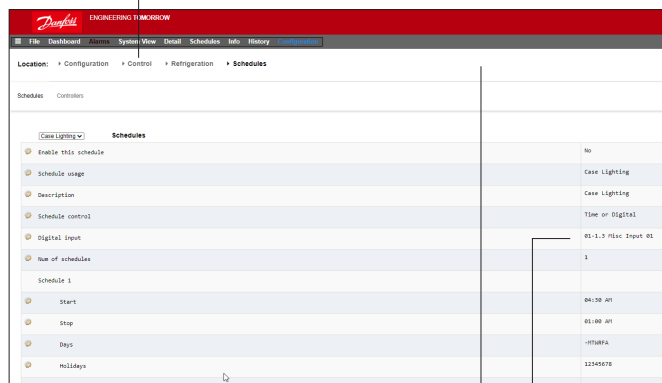 Danfoss ENGINEERING TOMORROW
File Dashboard Alarms System View Detail Schedules Info History Configuration
Location: Configuration Control Refrigeration Schedules
Schedules Controllers
Case Lighting Schedules
Enable this schedule No
Schedule usage Case Lighting
Description Case Lighting
Schedule control Time or Digital
Digital input 01-1.3 Misc Input 01
Num of schedules 1
Schedule 1
Start 04:30 AM
Stop 01:00 AM
Days -MTWRFA
Holidays 12345678